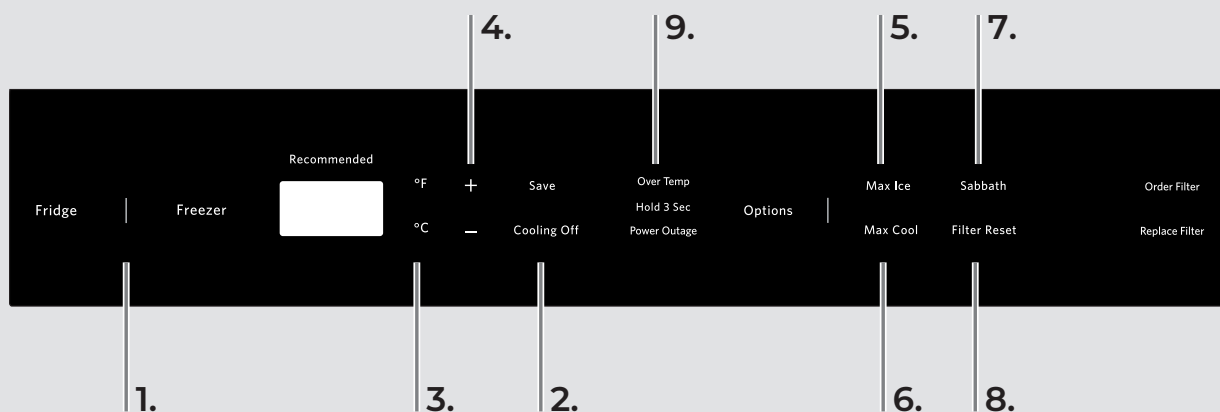 4.
9.
5.
7.
Recommended
°F
+
Save
Over Temp
Max Ice
Sabbath
Order Filter
Fridge
Freezer
Hold 3 Sec
Options
°C
–
Cooling Off
Power Outage
Max Cool
Filter Reset
Replace Filter
1.
3.
2.
6.
8.